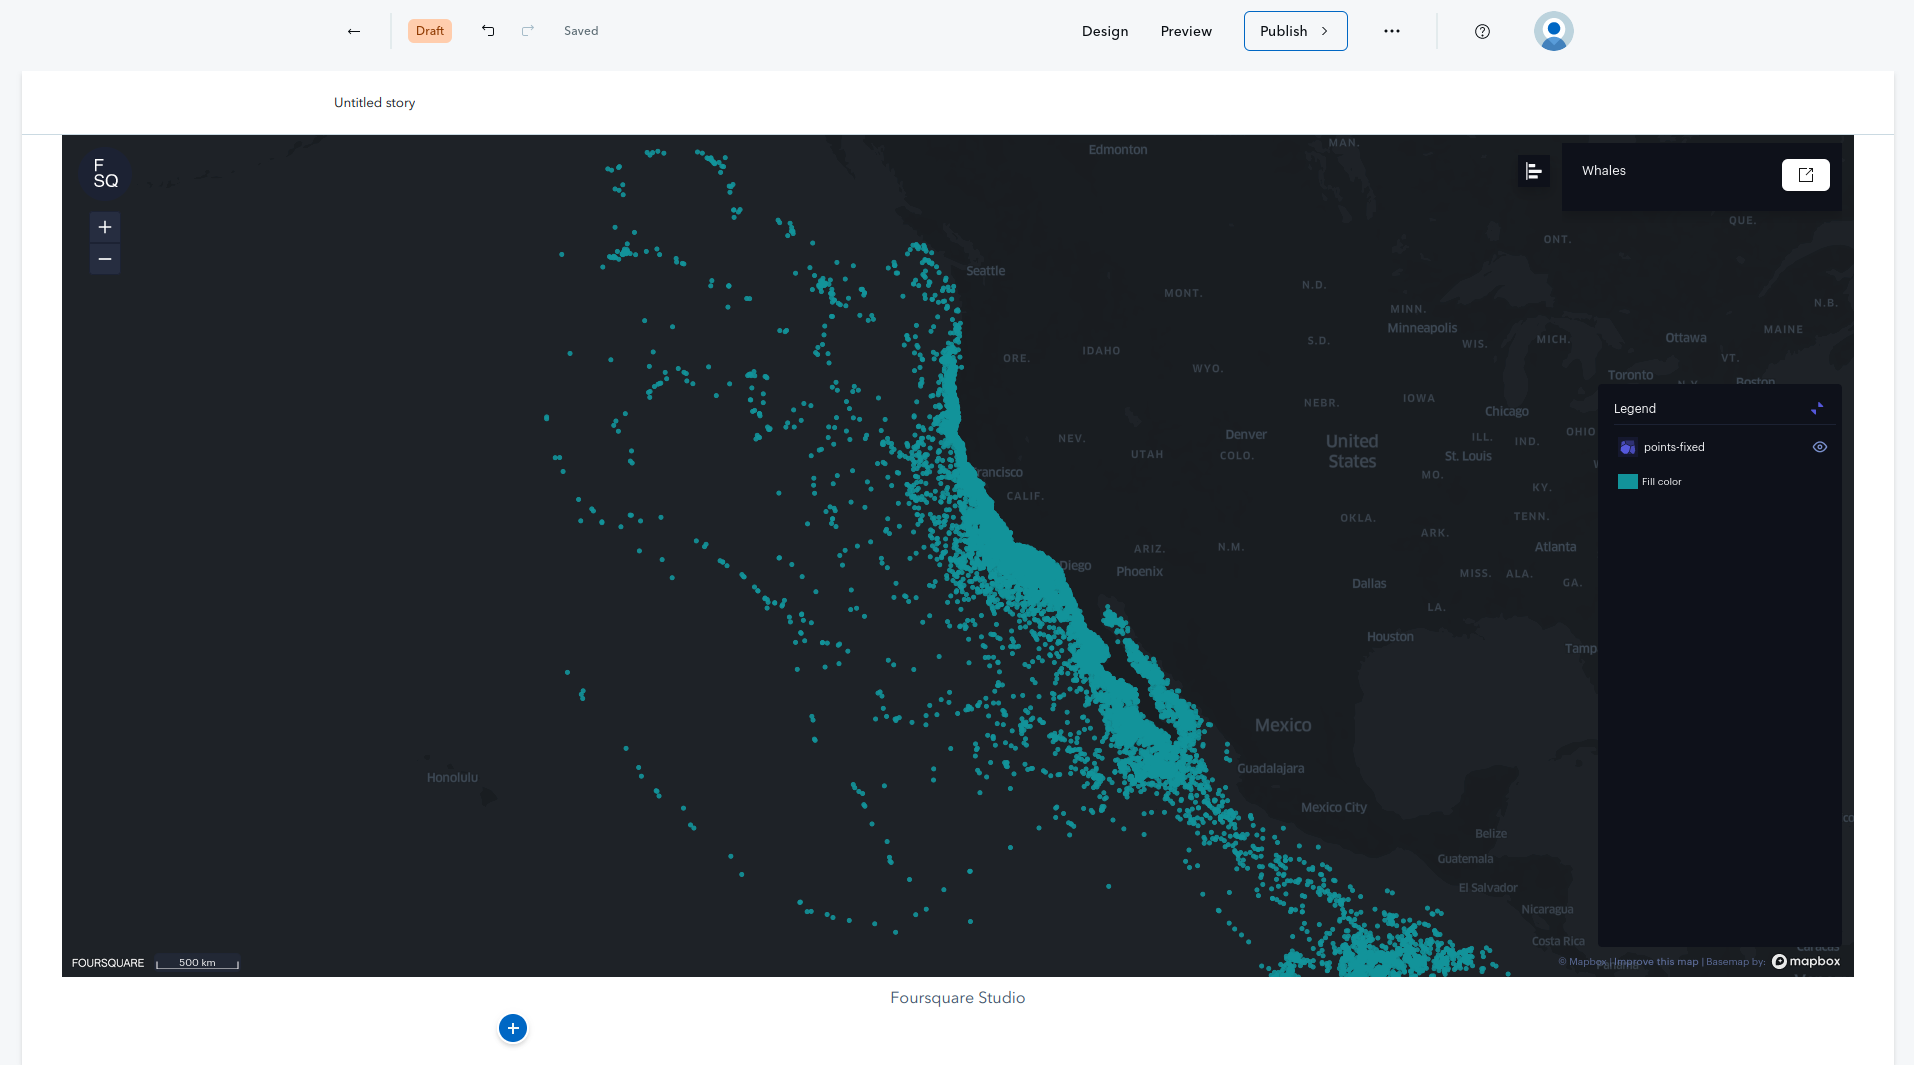 Draft
Saved
Design
Preview
Publish
Untitled story
F
SQ
Edmonton
MAN.
Whales
QUE.
ONT.
Seattle
MONT.
N.D.
MINN.
N.B.
Minneapolis
MAINE
Ottawa
S.D.
WIS.
MICH.
ORE.
IDAHO
VT.
WYO.
Toronto
N.Y.
Boston
NEBR.
IOWA
Chicago
Legend
OHIO
Denver
United
States
ILL.
IND.
NEV.
UTAH
COLO.
St. Louis
points-fixed
Francisco
MO.
KY.
Fill color
CALIF.
OKLA.
TENN.
ARK.
ARIZ.
N.M.
Atlanta
Diego
Phoenix
MISS.
ALA.
GA.
Dallas
LA.
Houston
Tamp
Mexico
Guadalajara
Honolulu
Mexico City
Belize
Guatemala
El Salvador
Nicaragua
Costa Rica
Caracas
Panama
FOURSQUARE
500 km
© Mapbox | Improve this map | Basemap by: mapbox
Foursquare Studio